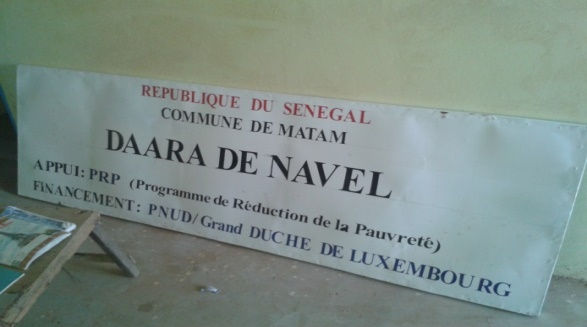 REPUBLIQUE DU SENEGAL
COMMUNE DE MATAM
DAARA DE NAVEL
APPUI: PRP (Programme de Réduction de la Pauvreté)
FINANCEMENT: PNUD/Grand DUCHE DE LUXEMBOURG